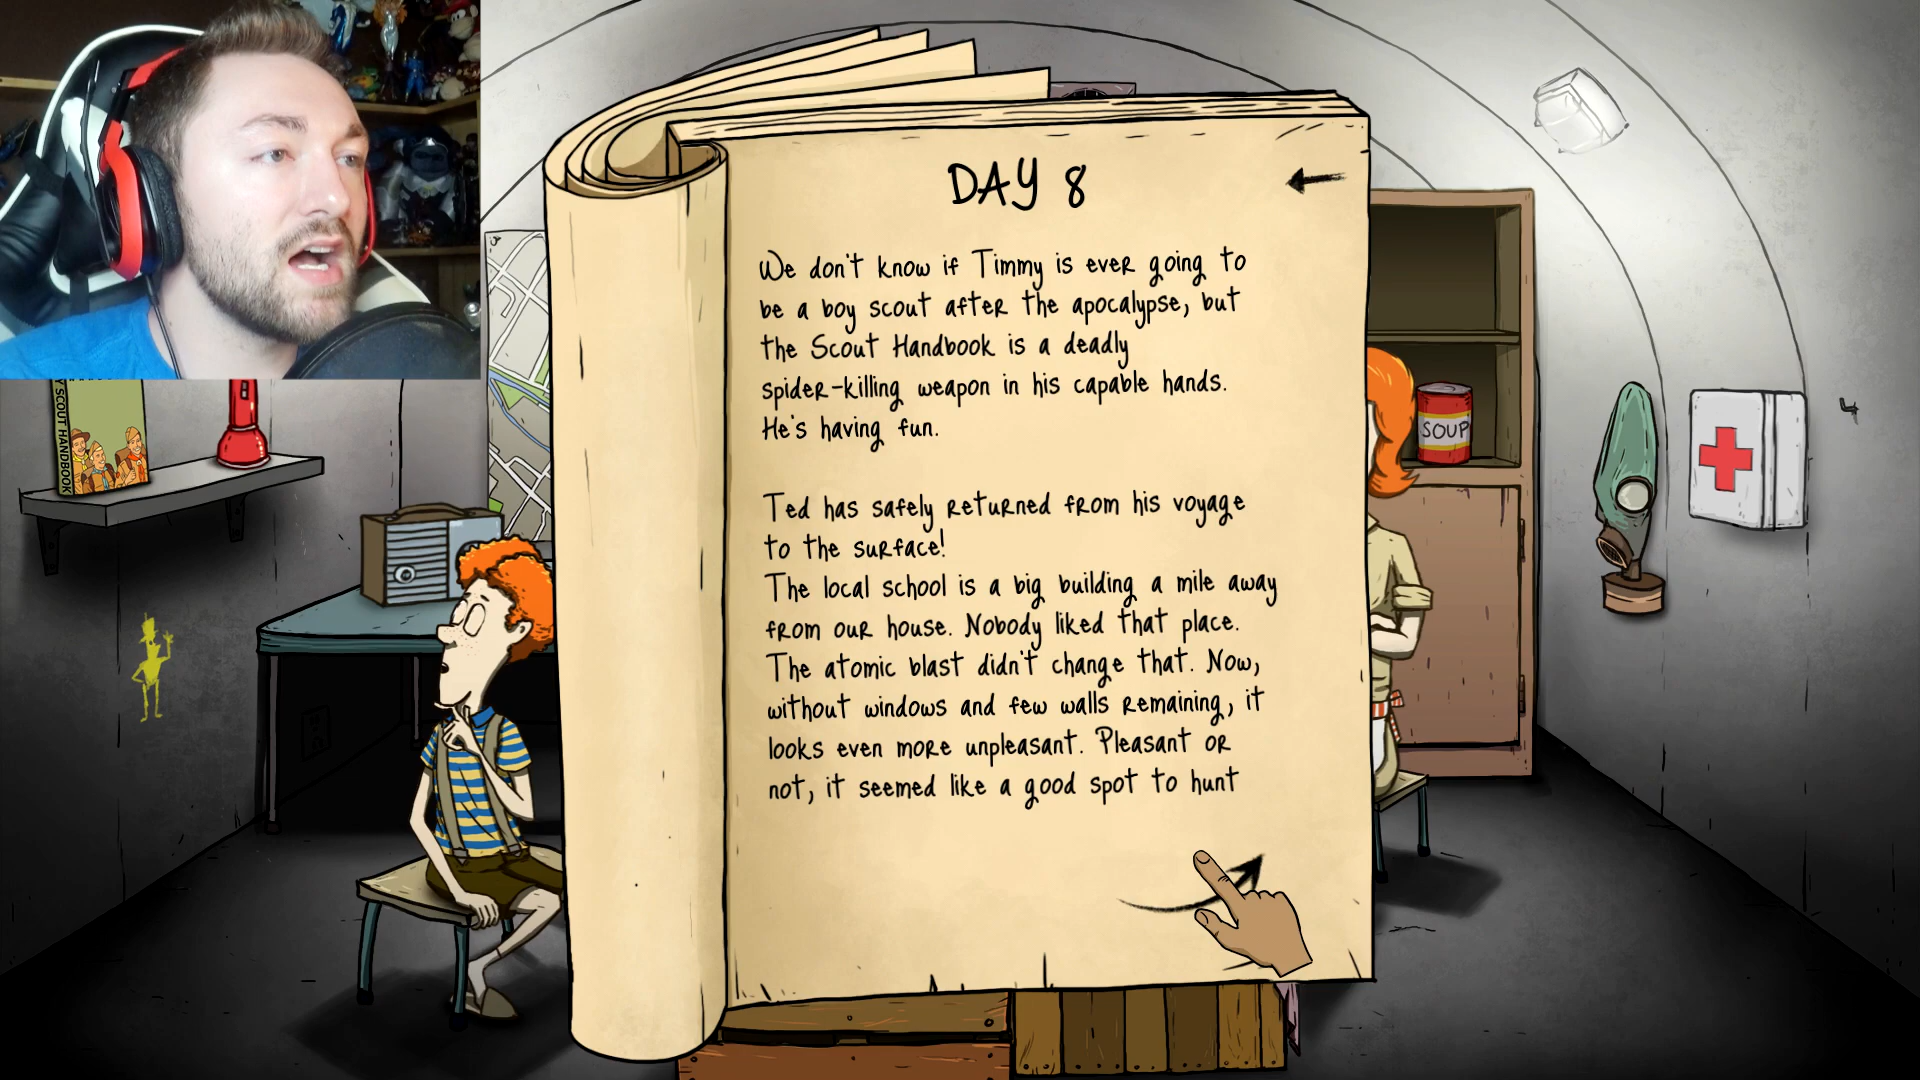 DAY 8
We don't know if Timmy is ever going to
be a boy scout after the apocalypse, but
the Scout Handbook is a deadly
spider-killing weapon in his capable hands.
He's having fun.
Ted has safely returned from his voyage
to the surface!
The local school is a big building a mile away
from our house. Nobody liked that place.
The atomic blast didn't change that. Now,
without windows and few walls remaining, it
looks even more unpleasant. Pleasant or
not, it seemed like a good spot to hunt
Y SCOUT HANDBOOK
SOUP